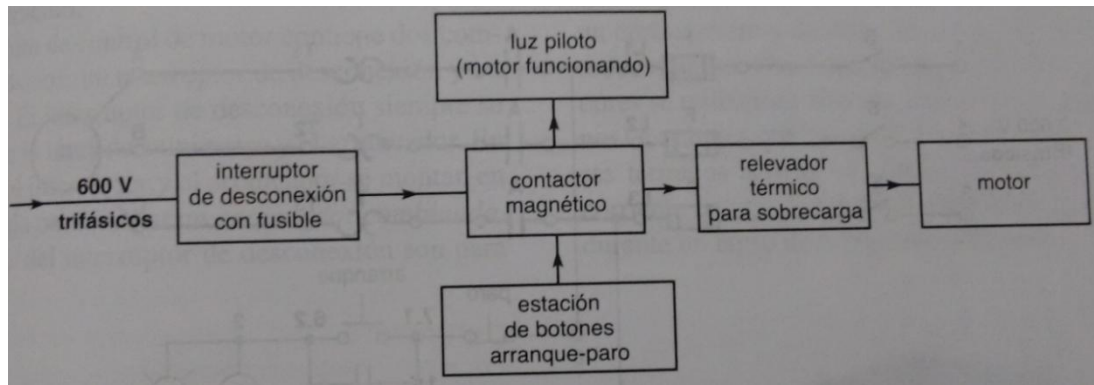 luz piloto
(motor funcionando)
600 V
trifásicos
interruptor
de desconexión
con fusible
contactor
magnético
relevador
térmico
para sobrecarga
motor
estación
de botones
arranque-paro